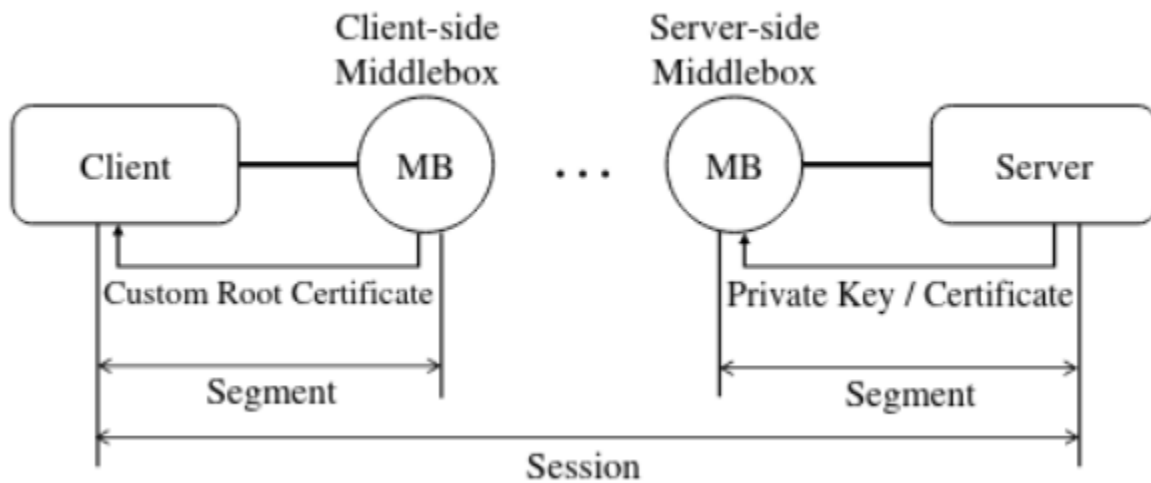 Client-side
Middlebox
Server-side
Middlebox
Client
MB
...
MB
Server
Custom Root Certificate
Private Key / Certificate
Segment
Segment
Session